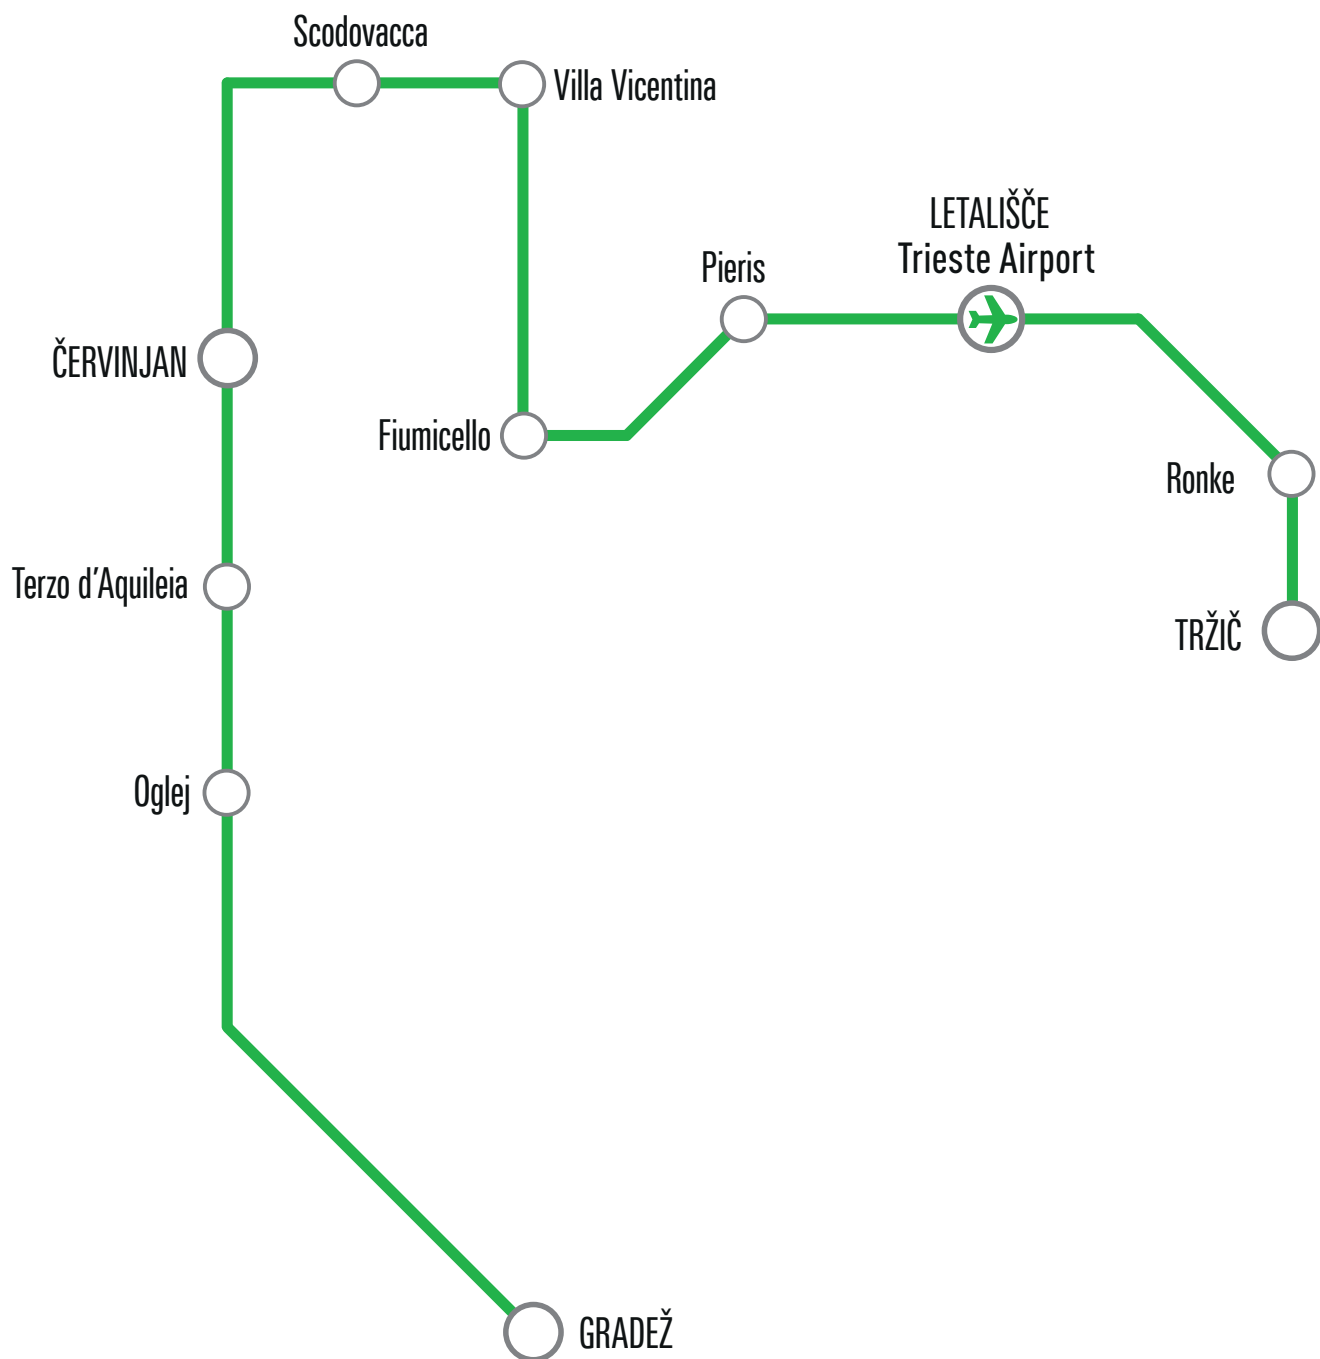 Scodovacca
Villa Vicentina
LETALIŠČE
Trieste Airport
Pieris
ČERVINJAN
Fiumicello
Ronke
Terzo d'Aquileia
TRŽIČ
Oglej
GRADEŽ